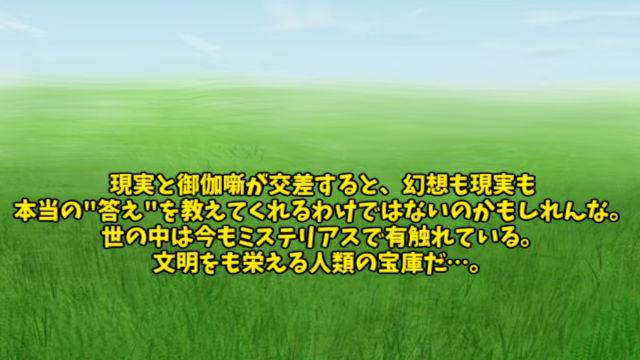 現実と御伽噺が交差すると、幻想も現実も
本当の"答え"を教えてくれるわけではないのかもしれんな。
世の中は今もミステリアスで有触れている。
文明をも栄える人類の宝庫だ…。